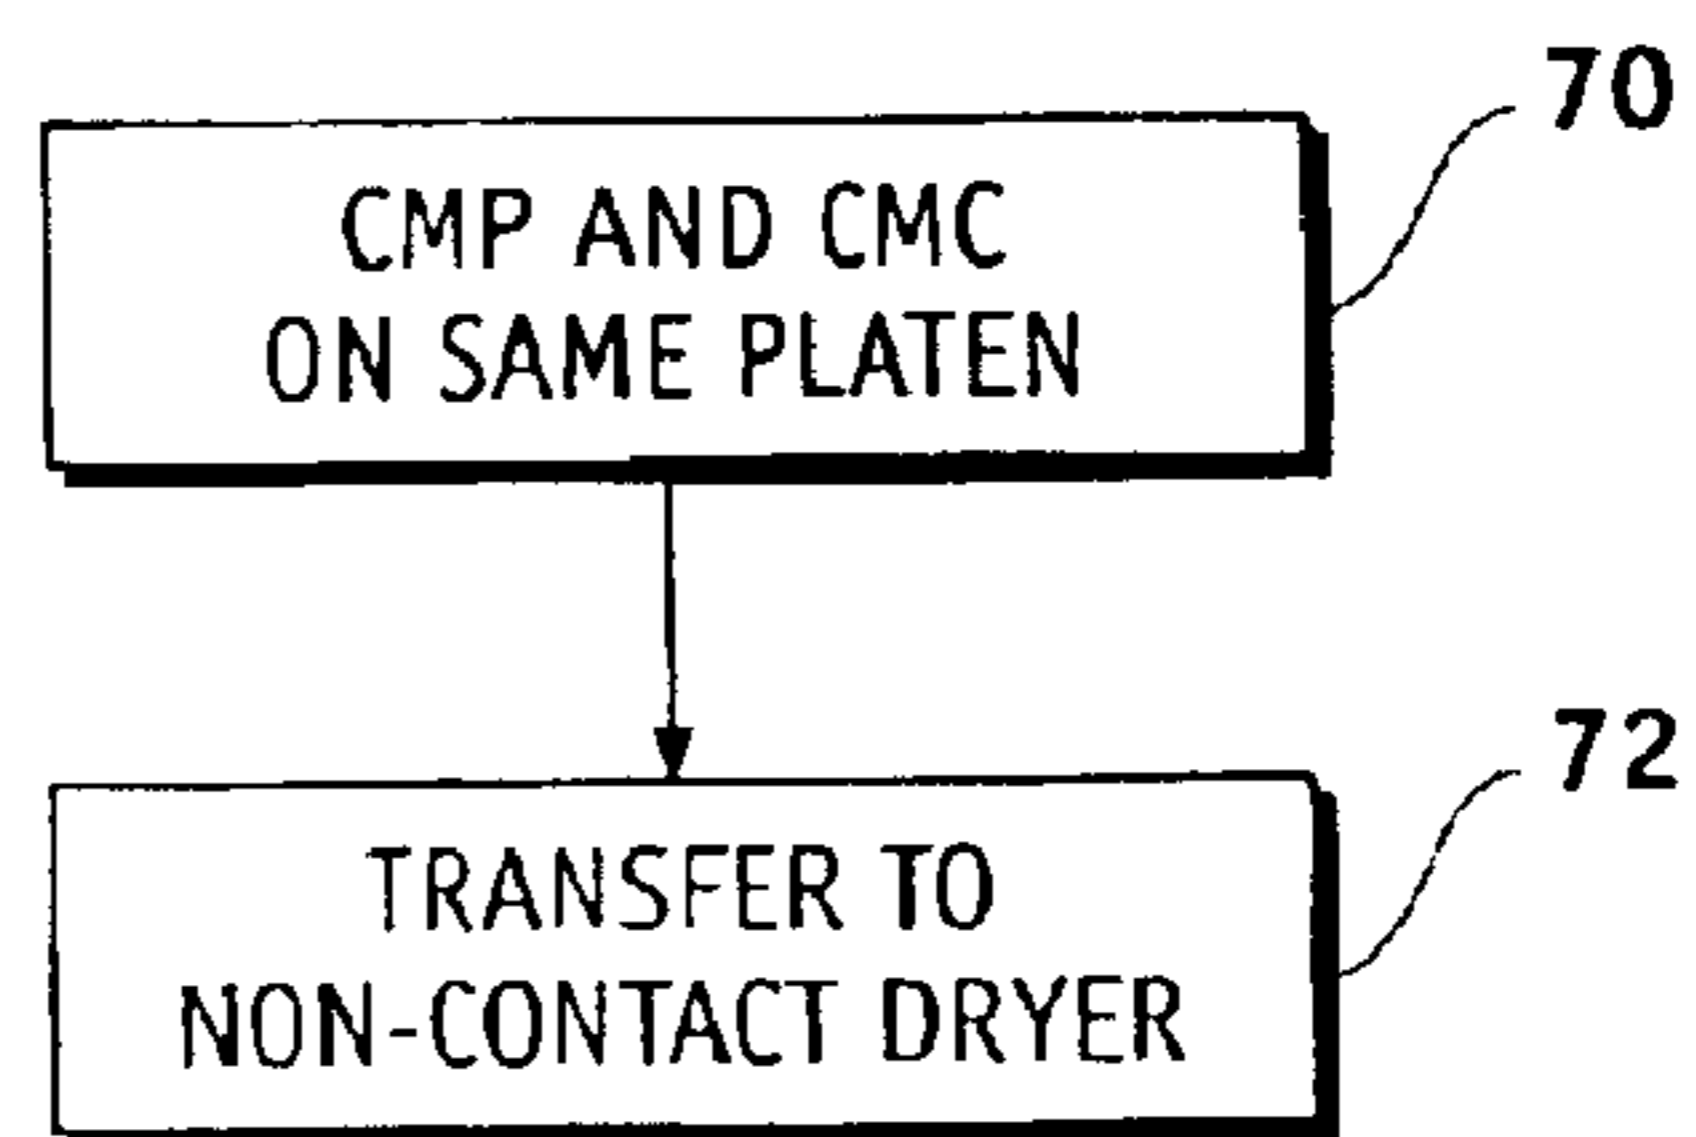 70
CMP AND CMC
ON SAME PLATEN
72
TRANSFER TO
NON-CONTACT DRYER